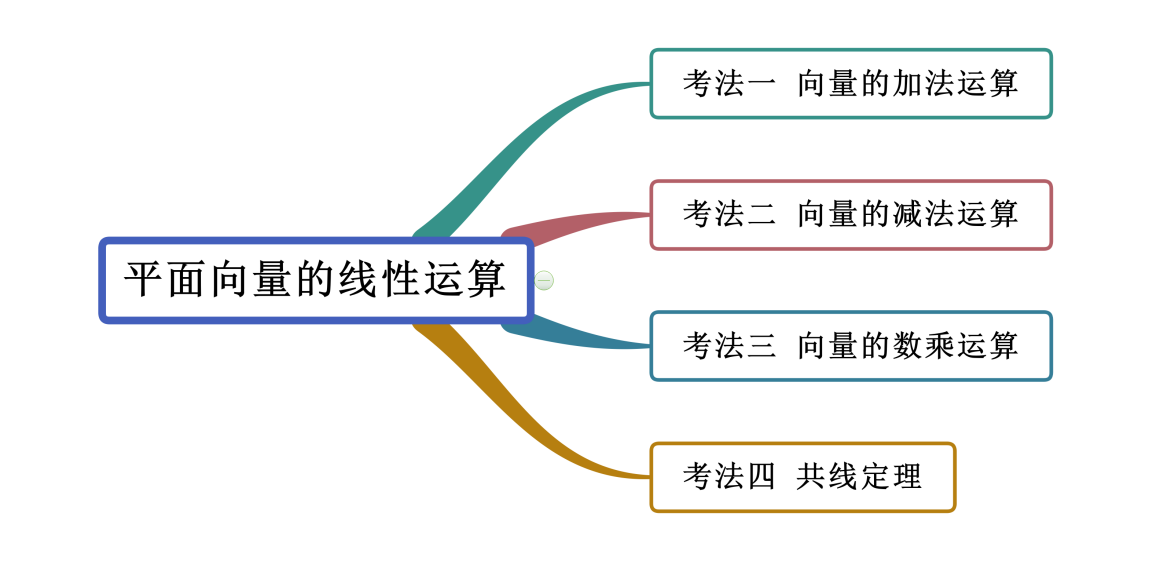 考法一 向量的加法运算
考法二 向量的减法运算
平面向量的线性运算
考法三 向量的数乘运算
考法四 共线定理